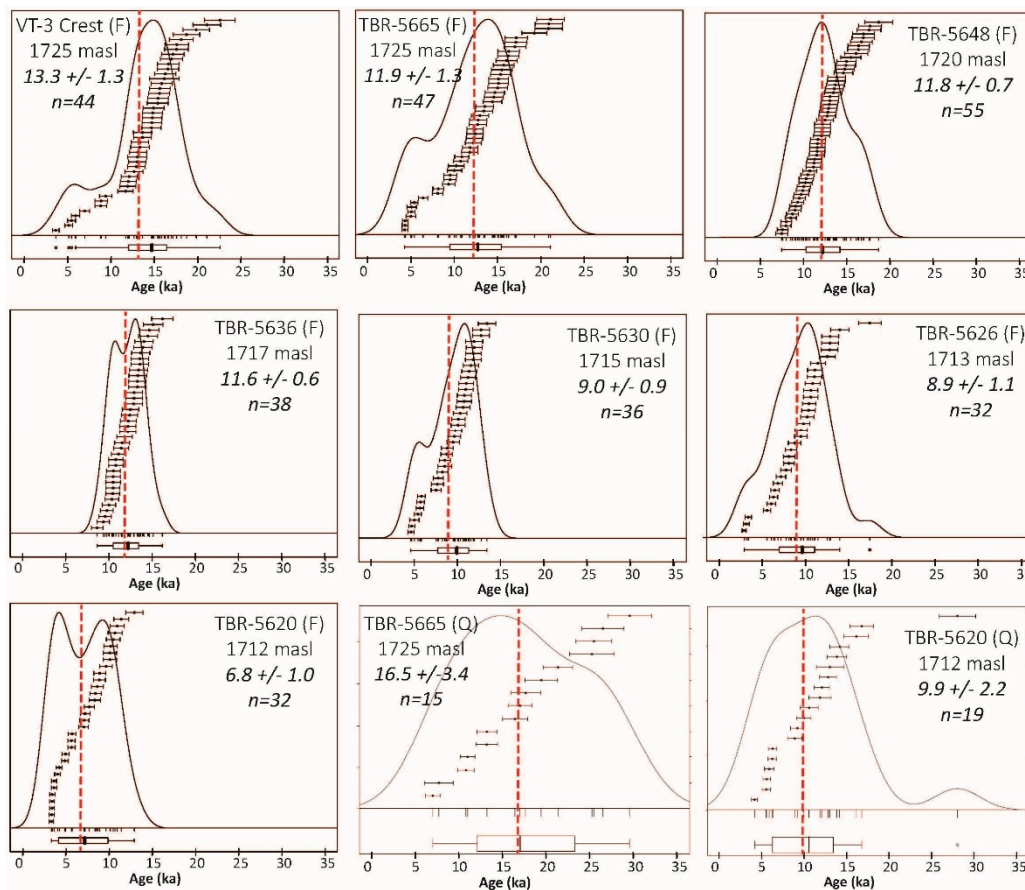 VT-3 Crest (F)
1725 masl
13.3 +/- 1.3
n=44
0 5 10 15 20 25 30 35
Age (ka)
TBR-5665 (F)
1725 masl
11.9 +/- 1.3
n=47
0 5 10 15 20 25 30 35
Age (ka)
TBR-5648 (F)
1720 masl
11.8 +/- 0.7
n=55
0 5 10 15 20 25 30 35
Age (ka)
TBR-5636 (F)
1717 masl
11.6 +/- 0.6
n=38
0 5 10 15 20 25 30 35
Age (ka)
TBR-5630 (F)
1715 masl
9.0 +/- 0.9
n=36
0 5 10 15 20 25 30 35
Age (ka)
TBR-5626 (F)
1713 masl
8.9 +/- 1.1
n=32
0 5 10 15 20 25 30 35
Age (ka)
TBR-5620 (F)
1712 masl
6.8 +/- 1.0
n=32
0 5 10 15 20 25 30 35
Age (ka)
TBR-5665 (Q)
1725 masl
16.5 +/-3.4
n=15
0 5 10 15 20 25 30 35
Age (ka)
TBR-5620 (Q)
1712 masl
9.9 +/- 2.2
n=19
0 5 10 15 20 25 30 35
Age (ka)